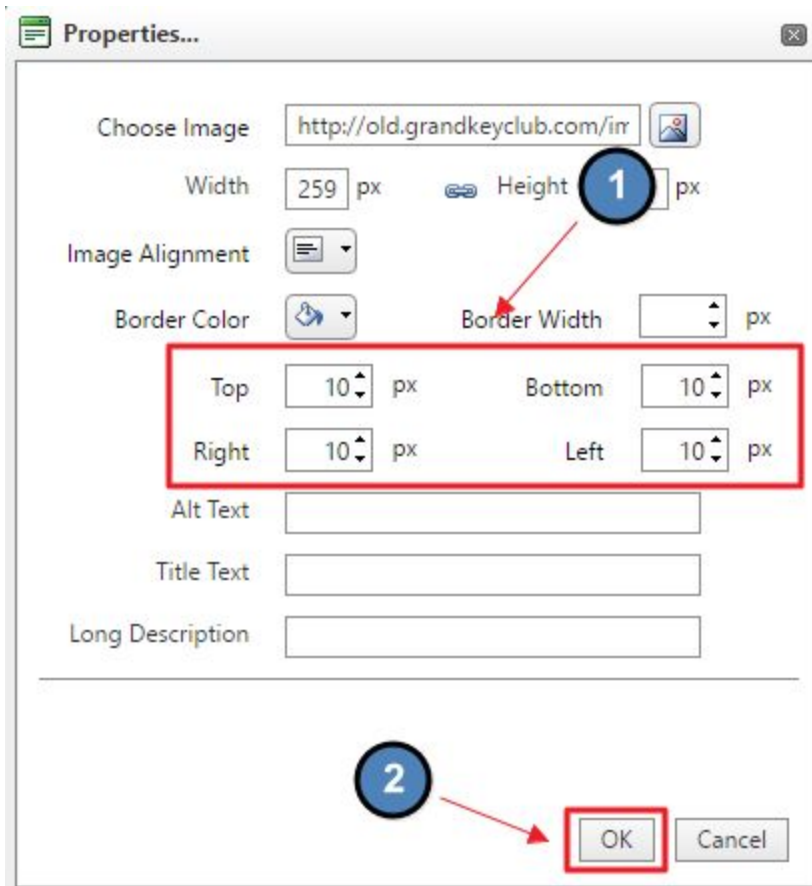 Properties...
Choose Image http://old.grandkeyclub.com/im
Width 259 px Height 1 px
Image Alignment
Border Color Border Width px
Top 10 px Bottom 10 px
Right 10 px Left 10 px
Alt Text
Title Text
Long Description
2
OK Cancel